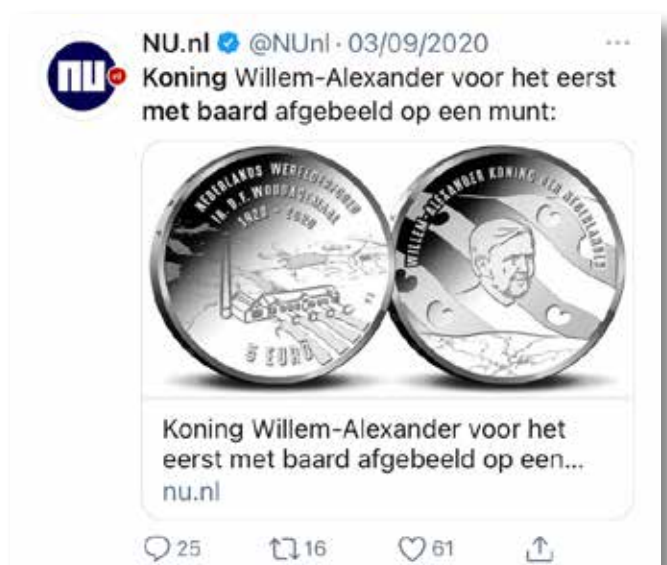 NU.nl @NUnl · 03/09/2020 ...
nu
Koning Willem-Alexander voor het eerst
met baard afgebeeld op een munt:
NEDERLANDS WERELDERFGOED
IR. D.F. WOUDAGEMAAL
1920 - 2020
5 EURO
WILLEM-ALEXANDER KONING DER NEDERLANDEN
Koning Willem-Alexander voor het
eerst met baard afgebeeld op een...
nu.nl
25 16 61